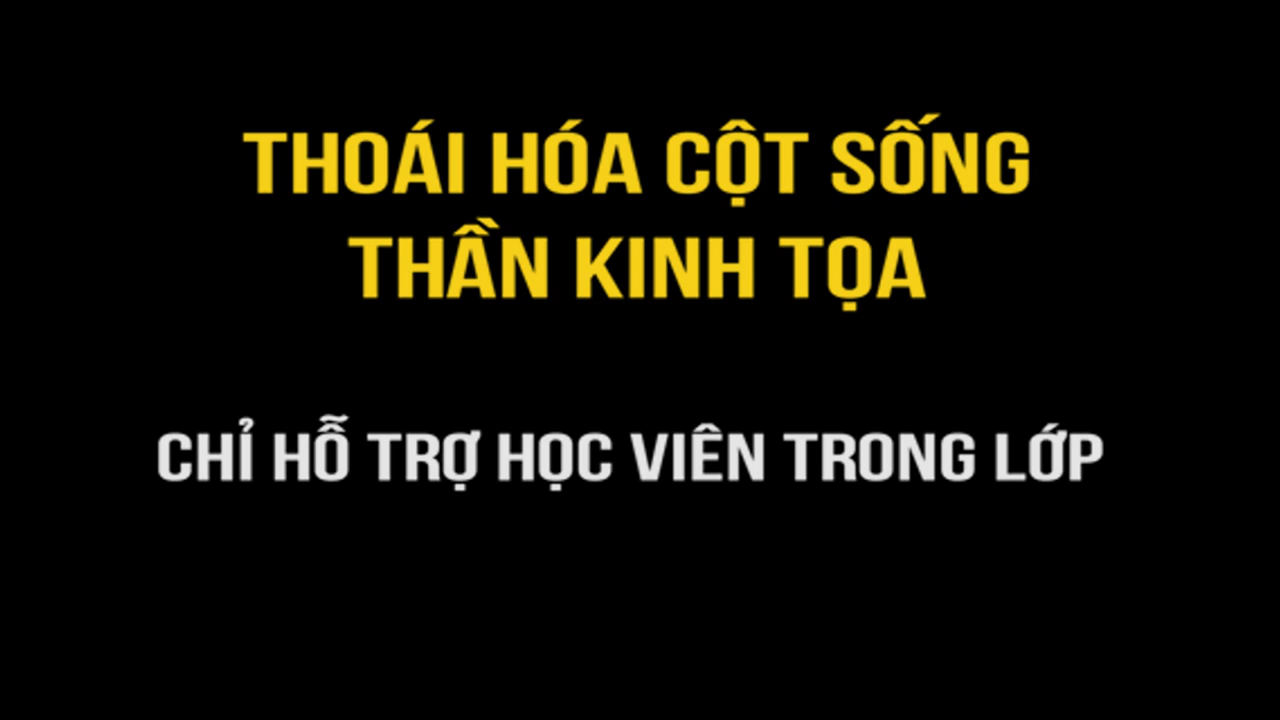 THOÁI HÓA CỘT SỐNG
THẦN KINH TỌA
CHỈ HỖ TRỢ HỌC VIÊN TRONG LỚP